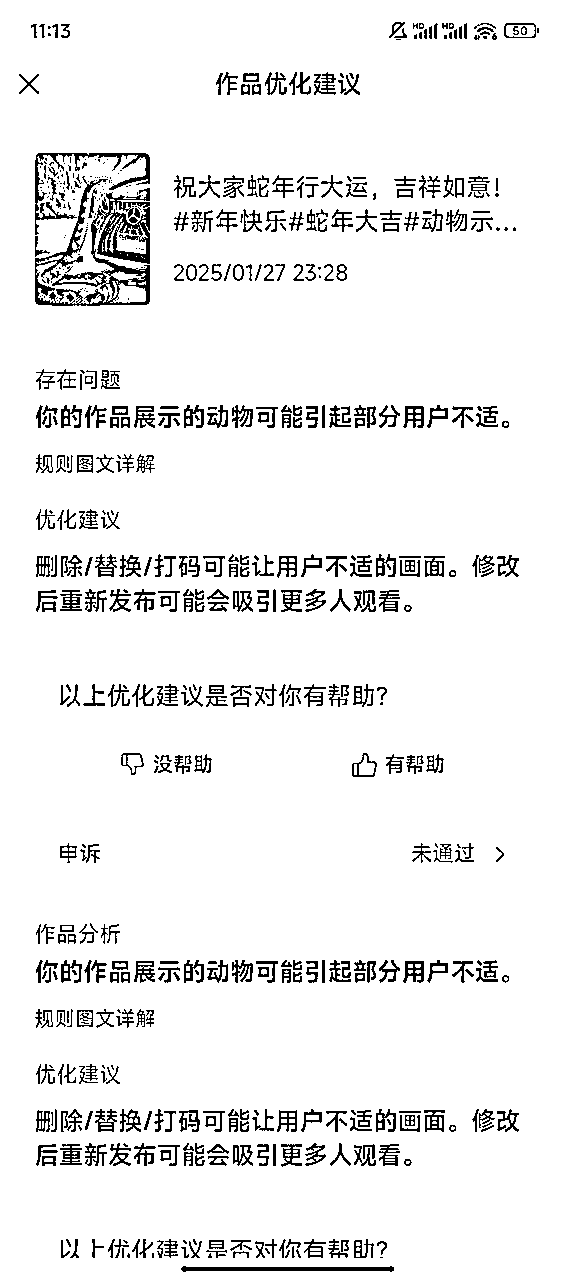 11:13
HD HD 50
作品优化建议
祝大家蛇年行大运，吉祥如意！
#新年快乐#蛇年大吉#动物示...
2025/01/27 23:28
存在问题
你的作品展示的动物可能引起部分用户不适。
规则图文详解
优化建议
删除/替换/打码可能让用户不适的画面。修改
后重新发布可能会吸引更多人观看。
以上优化建议是否对你有帮助？
没帮助 有帮助
申诉 未通过
作品分析
你的作品展示的动物可能引起部分用户不适。
规则图文详解
优化建议
删除/替换/打码可能让用户不适的画面。修改
后重新发布可能会吸引更多人观看。
以上优化建议是否对你有帮助？